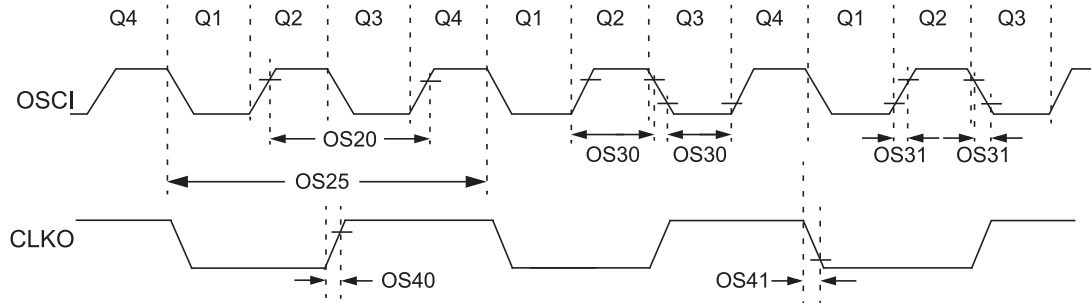 Q4 Q1 Q2 Q3 Q4 Q1 Q2 Q3 Q4 Q1 Q2 Q3
OSCI
OS20 OS30 OS30 OS31 OS31
OS25
CLKO
OS40 OS41